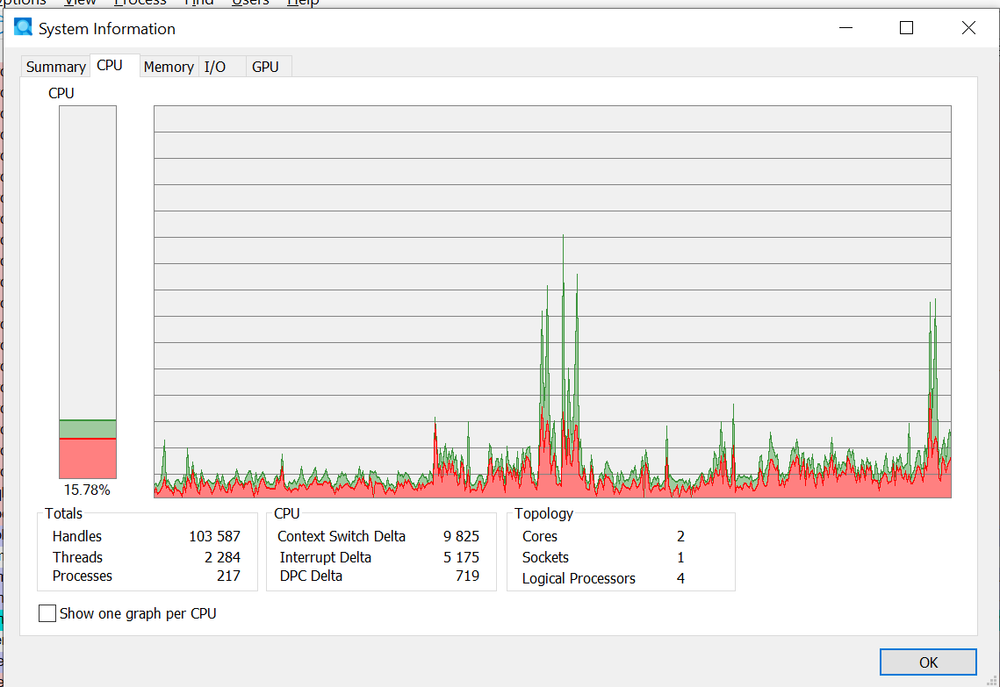 View Process Find Users Help
System Information
Summary CPU Memory I/O GPU
CPU
15.78%
Totals CPU Topology
Handles 103 587 Context Switch Delta 9 825 Cores 2
Threads 2 284 Interrupt Delta 5 175 Sockets 1
Processes 217 DPC Delta 719 Logical Processors 4
Show one graph per CPU
OK